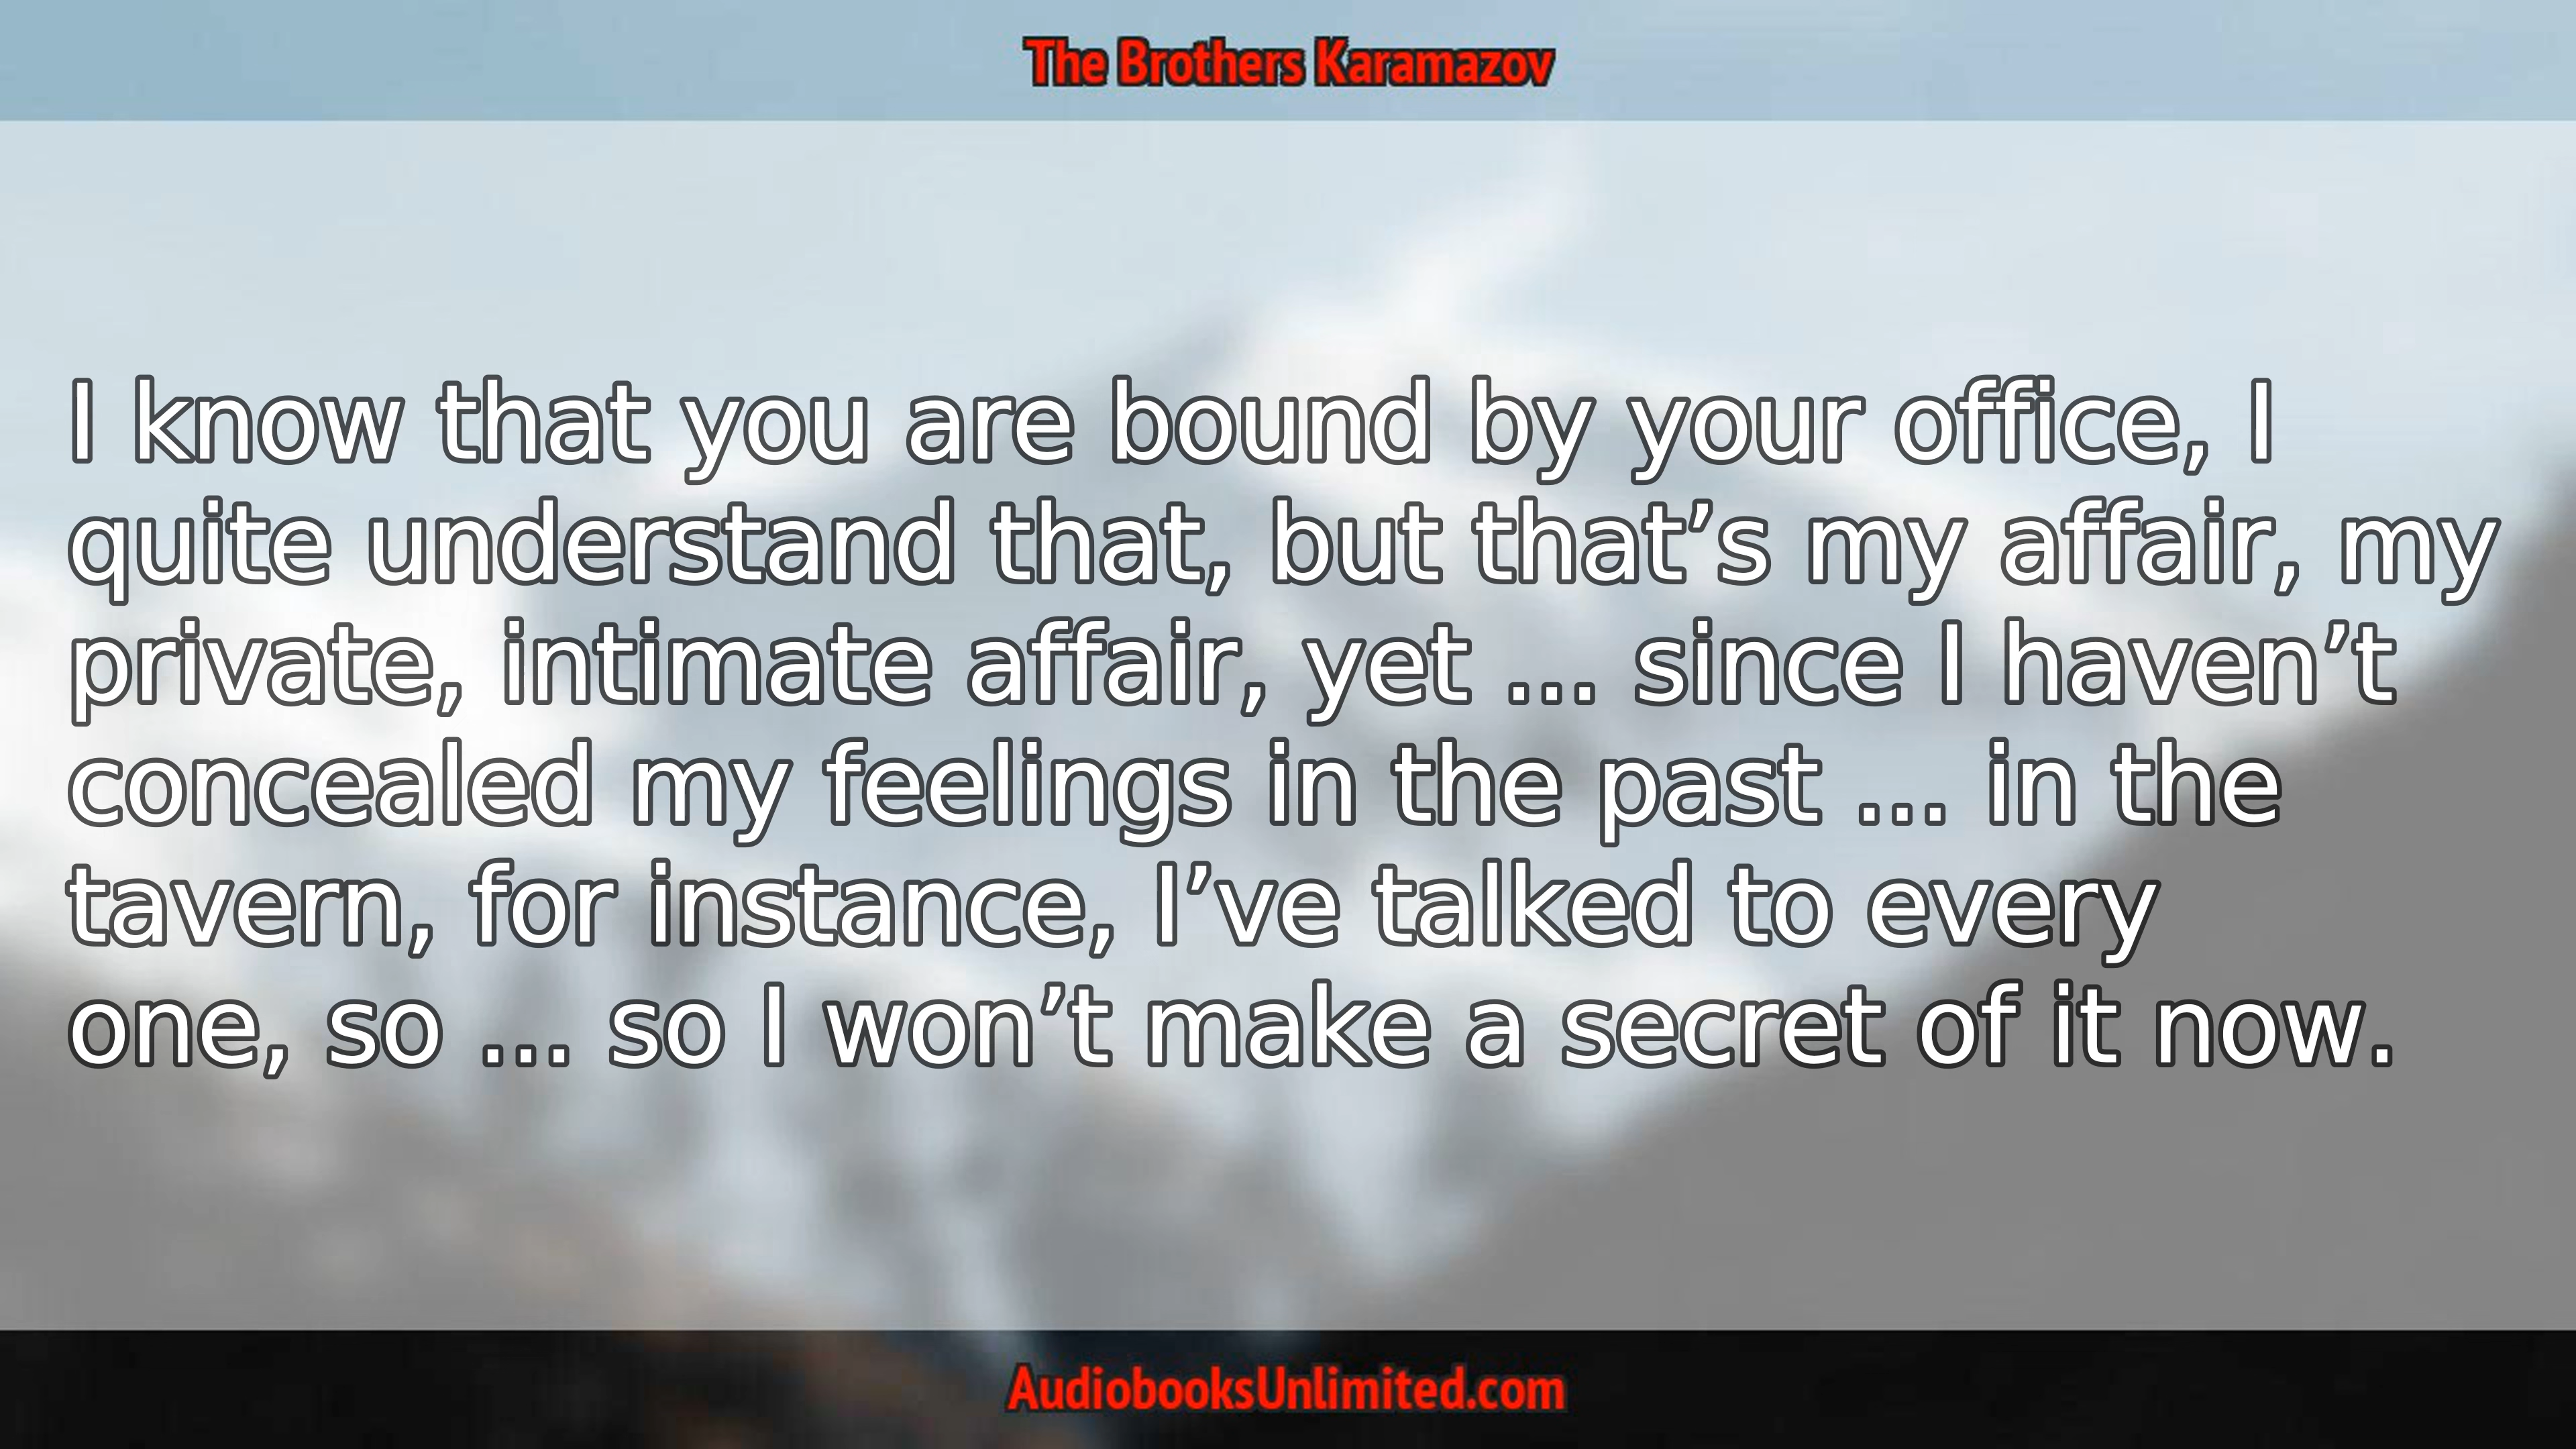 The Brothers Karamazov
I know that you are bound by your office, I
quite understand that, but that’s my affair, my
private, intimate affair, yet ... since I haven’t
concealed my feelings in the past ... in the
tavern, for instance, I’ve talked to every
one, so ... so I won’t make a secret of it now.
AudiobooksUnlimited.com